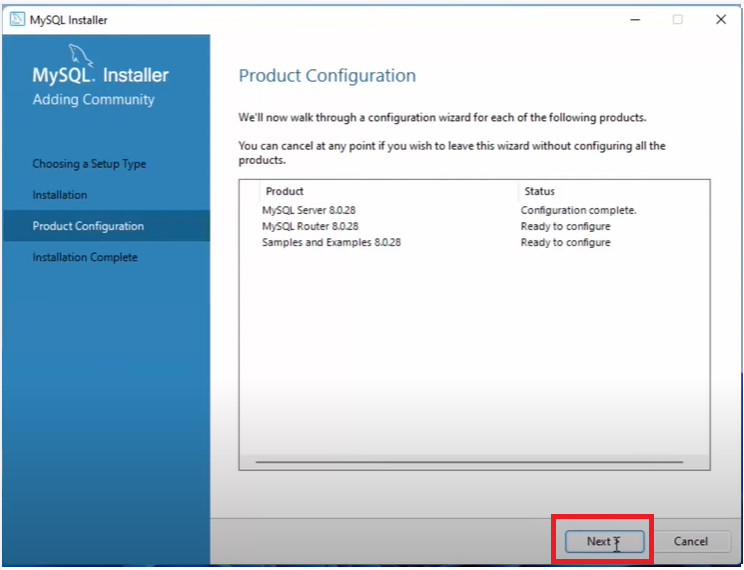 MySQL Installer
MySQL. Installer
Adding Community
Choosing a Setup Type
Installation
Product Configuration
Installation Complete
Product Configuration
We'll now walk through a configuration wizard for each of the following products.
You can cancel at any point if you wish to leave this wizard without configuring all the
products.
Product Status
MySQL Server 8.0.28 Configuration complete.
MySQL Router 8.0.28 Ready to configure
Samples and Examples 8.0.28 Ready to configure
Next >
Cancel